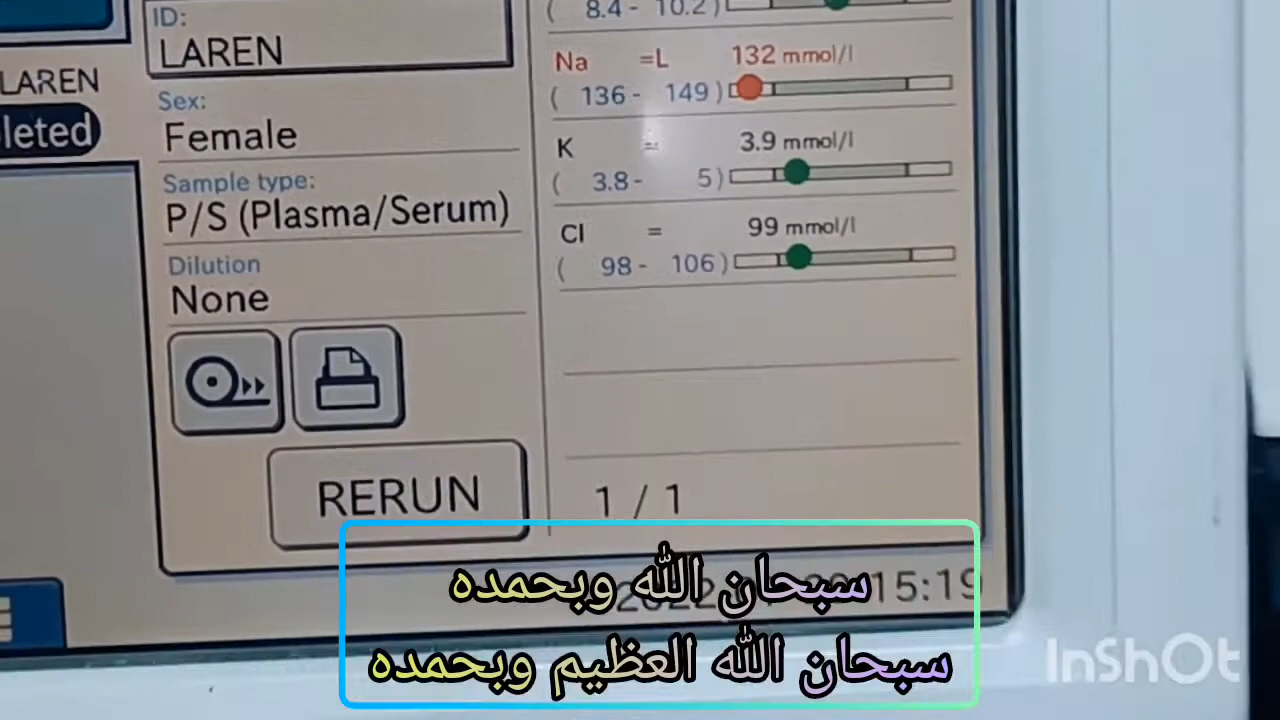 ID:
LAREN
LAREN
leted
Sex:
Female
Sample type:
P/S (Plasma/Serum)
Dilution
None
RERUN
( 8.4 - 10.2 )
Na =L 132 mmol/l
( 136 - 149 )
K = 3.9 mmol/l
( 3.8 - 5 )
Cl = 99 mmol/l
( 98 - 106 )
1 / 1
15:19
سبحان الله وبحمده
سبحان الله العظيم وبحمده
InShOt